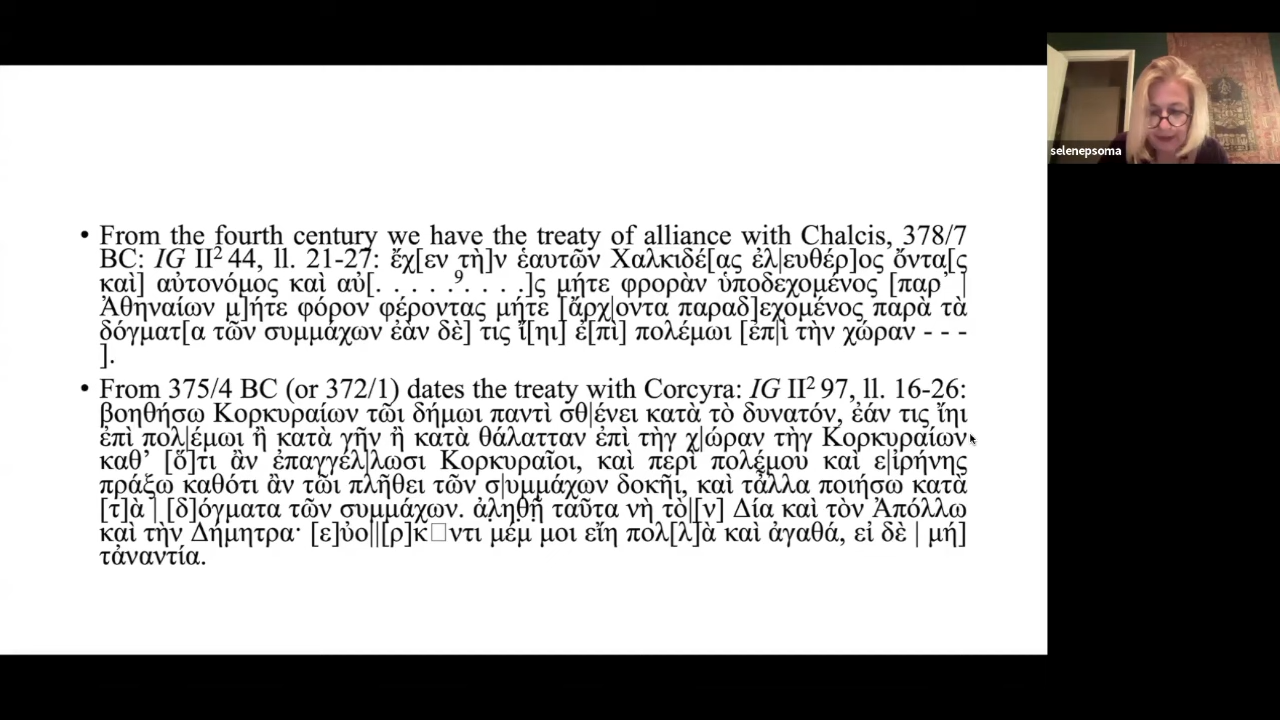 selenepsoma
• From the fourth century we have the treaty of alliance with Chalcis, 378/7
BC: IG II² 44, ll. 21-27: ἔχ[εν τὴ]ν ἑαυτῶν Χαλκιδέ[ας ἐλ|ευθέρ]ος ὄντα[ς
καὶ] αὐτονόμος καὶ αὐ[. . . . .⁹. . . .]ς μήτε φρορὰν ὑποδεχομένος [παρ’ |
Ἀθηναίων μ]ήτε φόρον φέροντας μήτε [ἄρχ|οντα παραδ]εχομένος παρὰ τὰ
δόγματ[α τῶν συμμάχων ἐὰν δὲ] τις ἴ[ηι] ἐ[πὶ] πολέμωι [ἐπ|ὶ τὴν χώραν - - -
].
• From 375/4 BC (or 372/1) dates the treaty with Corcyra: IG II² 97, ll. 16-26:
βοηθήσω Κορκυραίων τῶι δήμωι παντὶ σθ|ένει κατὰ τὸ δυνατόν, ἐάν τις ἴηι
ἐπὶ πολ|έμωι ἢ κατὰ γῆν ἢ κατὰ θάλατταν ἐπὶ τὴγ χ|ώραν τὴγ Κορκυραίων
καθ’ [ὅ]τι ἂν ἐπαγγέλ|λωσι Κορκυραῖοι, καὶ περὶ πολέμου καὶ ε|ἰρήνης
πράξω καθότι ἂν τῶι πλῆθει τῶν σ|υμμάχων δοκῆι, καὶ τἆλλα ποιήσω κατὰ
[τ]ὰ | [δ]όγματα τῶν συμμάχων. ἀληθῆ ταῦτα νὴ τὸ|[ν] Δία καὶ τὸν Ἀπόλλω
καὶ τὴν Δήμητρα· [ε]ὐο||[ρ]κ□ντι μέμ μοι εἴη πολ[λ]ὰ καὶ ἀγαθά, εἰ δὲ | μή]
τἀναντία.